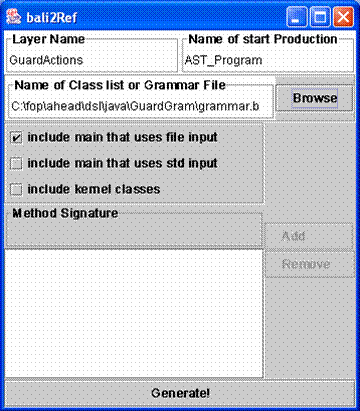 bali2Ref
Layer Name
Name of start Production
GuardActions
AST_Program
Name of Class list or Grammar File
C:\fop\ahead\dsl\java\GuardGram\grammar.b
Browse
include main that uses file input
include main that uses std input
include kernel classes
Method Signature
Add
Remove
Generate!